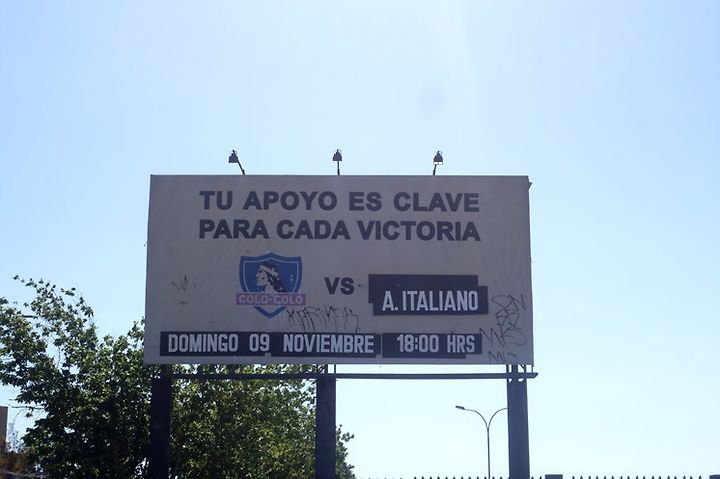 TU APOYO ES CLAVE
PARA CADA VICTORIA
COLO-COLO
VS
A. ITALIANO
DOMINGO 09 NOVIEMBRE 18:00 HRS